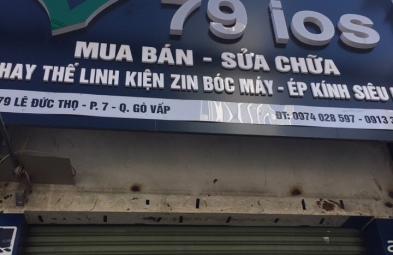 79 ios
MUA BÁN - SỬA CHỮA
HAY THẾ LINH KIỆN ZIN BÓC MÁY - ÉP KÍNH SIÊU
79 LÊ ĐỨC THỌ - P. 7 - Q. GÒ VẤP ĐT: 0974 028 597 - 0913